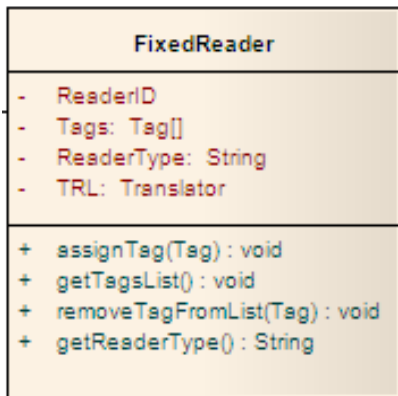 FixedReader
- ReaderID
- Tags: Tag[]
- ReaderType: String
- TRL: Translator
+ assignTag(Tag) : void
+ getTagsList() : void
+ removeTagFromList(Tag) : void
+ getReaderType() : String